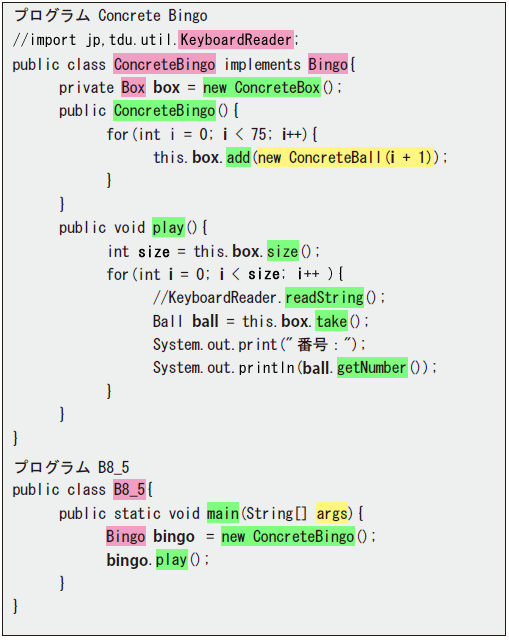 プログラム Concrete Bingo
//import jp,tdu.util.KeyboardReader;
public class ConcreteBingo implements Bingo{
private Box box = new ConcreteBox();
public ConcreteBingo(){
for(int i = 0; i < 75; i++){
this.box.add(new ConcreteBall(i + 1));
}
}
public void play(){
int size = this.box.size();
for(int i = 0; i < size; i++ ){
//KeyboardReader.readString();
Ball ball = this.box.take();
System.out.print("番号：");
System.out.println(ball.getNumber());
}
}
}
プログラム B8_5
public class B8_5{
public static void main(String[] args){
Bingo bingo = new ConcreteBingo();
bingo.play();
}
}